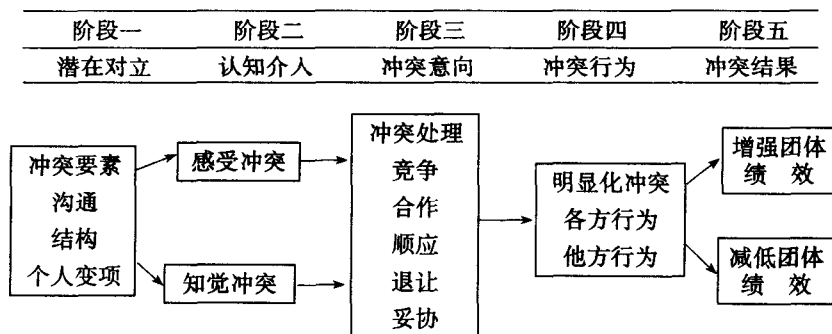 阶段一 阶段二 阶段三 阶段四 阶段五
潜在对立 认知介人 冲突意向 冲突行为 冲突结果
冲突要素
沟通
结构
个人变项
感受冲突
知觉冲突
冲突处理
竞争
合作
顺应
退让
妥协
明显化冲突
各方行为
他方行为
增强团体
绩 效
减低团体
绩 效